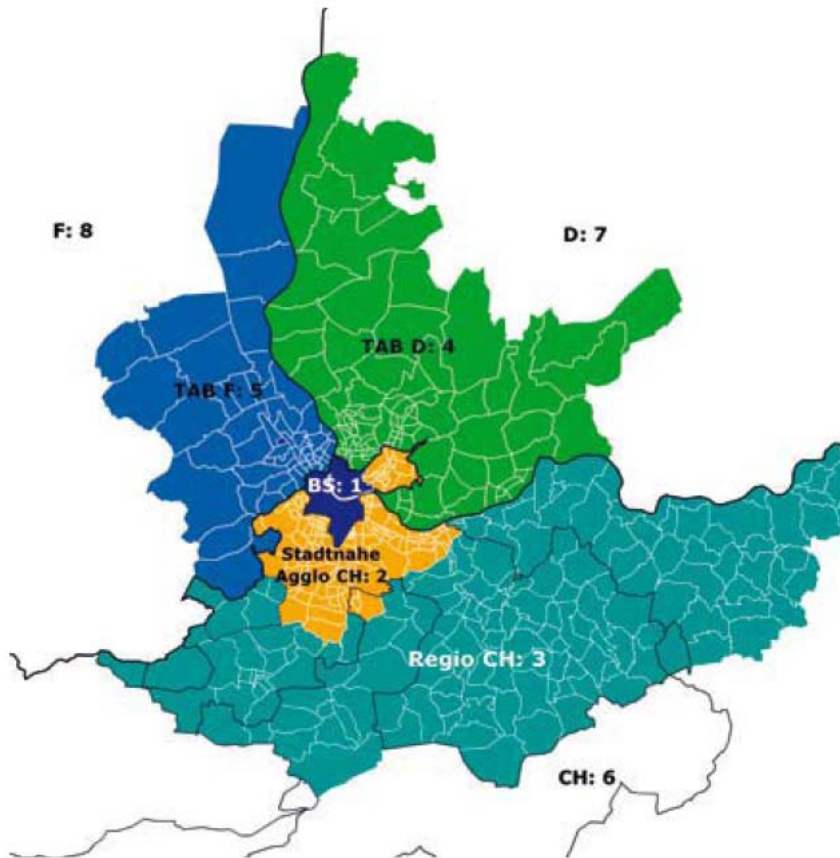 F: 8
D: 7
TAB D: 4
TAB F: 5
BS: 1
Stadtnahe
Agglo CH: 2
Regio CH: 3
CH: 6